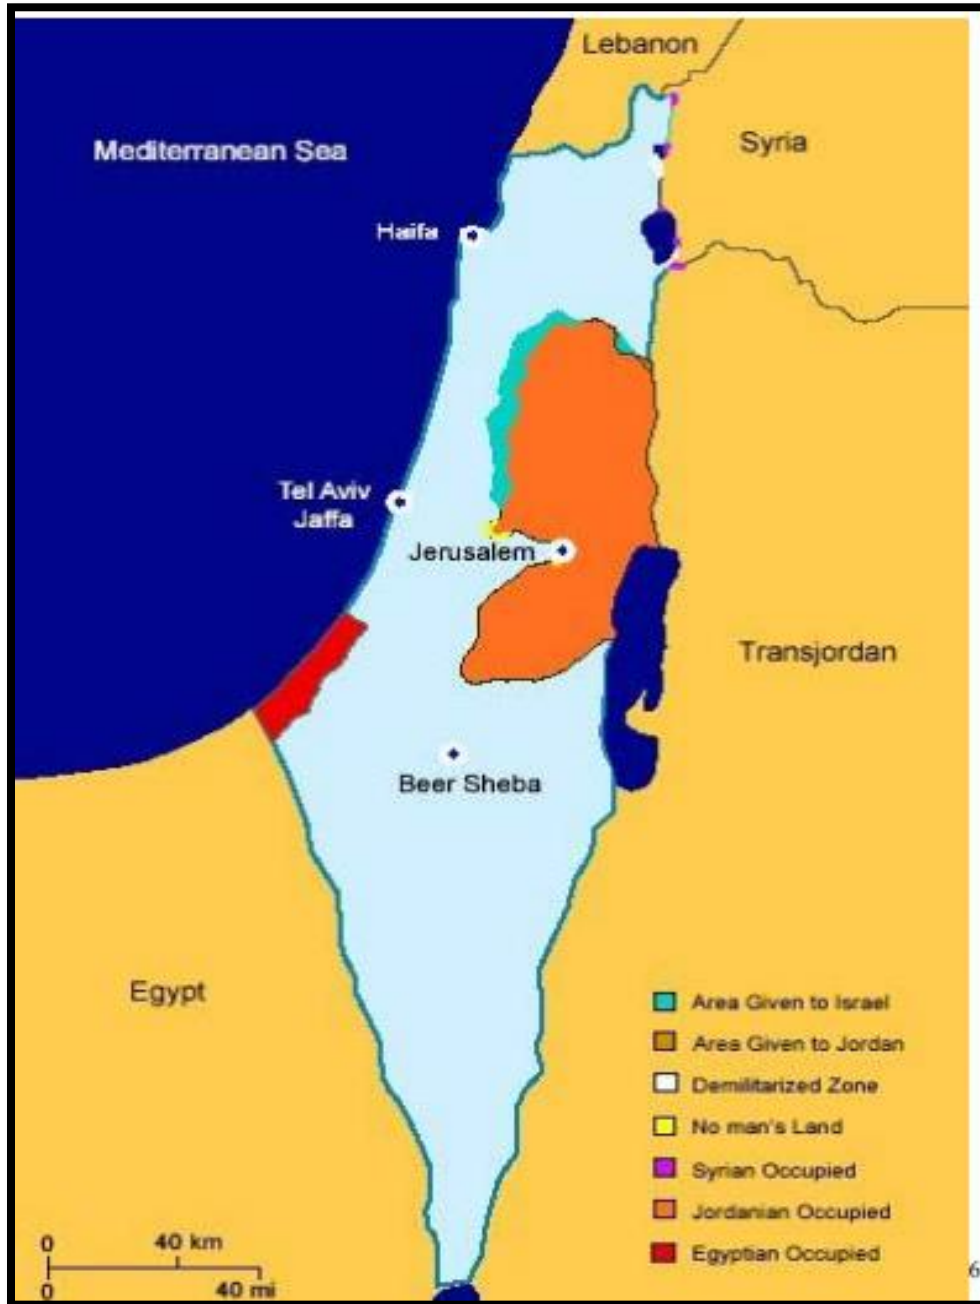 Lebanon
Mediterranean Sea
Syria
Haifa
Tel Aviv
Jaffa
Jerusalem
Transjordan
Beer Sheba
Egypt
Area Given to Israel
Area Given to Jordan
Demilitarized Zone
No man's Land
Syrian Occupied
Jordanian Occupied
Egyptian Occupied
0 40 km
0 40 mi
6